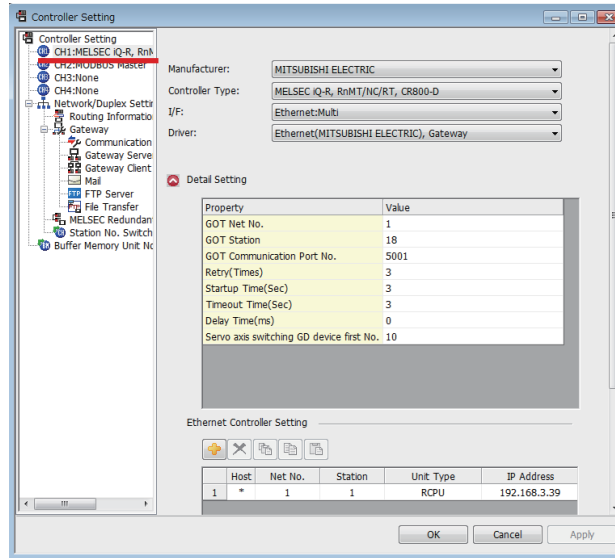 Controller Setting
Controller Setting
CH1:MELSEC iQ-R, RnM
CH2:MODBUS Master
CH3:None
CH4:None
Network/Duplex Settin
Routing Informatio
Gateway
Communication
Gateway Serve
Gateway Client
Mail
FTP
FTP Server
File Transfer
MELSEC Redundan
Station No. Switch
Buffer Memory Unit No
Manufacturer: MITSUBISHI ELECTRIC
Controller Type: MELSEC iQ-R, RnMT/NC/RT, CR800-D
I/F: Ethernet:Multi
Driver: Ethernet(MITSUBISHI ELECTRIC), Gateway
Detail Setting
Property Value
GOT Net No. 1
GOT Station 18
GOT Communication Port No. 5001
Retry(Times) 3
Startup Time(Sec) 3
Timeout Time(Sec) 3
Delay Time(ms) 0
Servo axis switching GD device first No. 10
Ethernet Controller Setting
Host Net No. Station Unit Type IP Address
1 * 1 1 RCPU 192.168.3.39
OK Cancel Apply